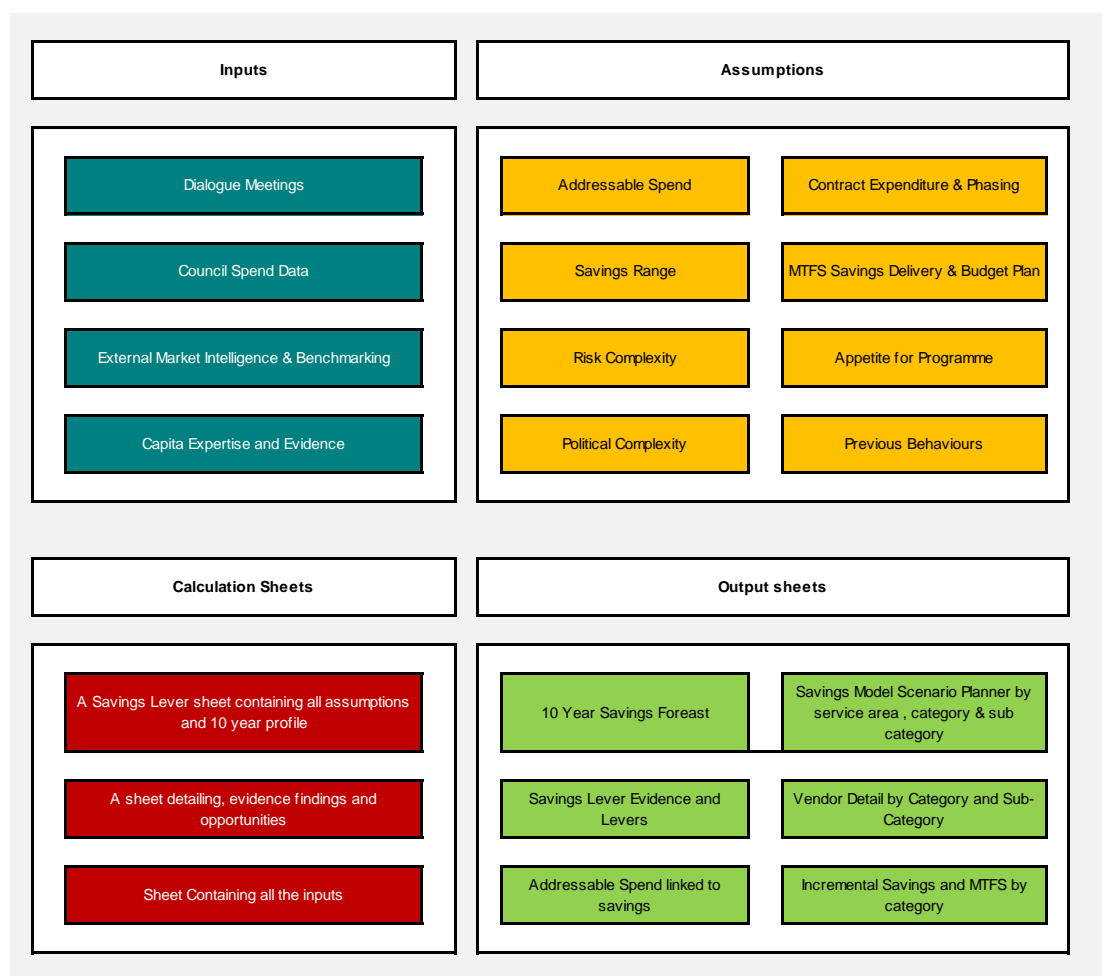 Inputs
Assumptions
Dialogue Meetings
Council Spend Data
External Market Intelligence & Benchmarking
Capita Expertise and Evidence
Addressable Spend
Contract Expenditure & Phasing
Savings Range
MTFS Savings Delivery & Budget Plan
Risk Complexity
Appetite for Programme
Political Complexity
Previous Behaviours
Calculation Sheets
Output sheets
A Savings Lever sheet containing all assumptions
and 10 year profile
A sheet detailing, evidence findings and
opportunities
Sheet Containing all the inputs
10 Year Savings Foreast
Savings Model Scenario Planner by
service area , category & sub
category
Savings Lever Evidence and
Levers
Vendor Detail by Category and Sub-
Category
Addressable Spend linked to
savings
Incremental Savings and MTFS by
category